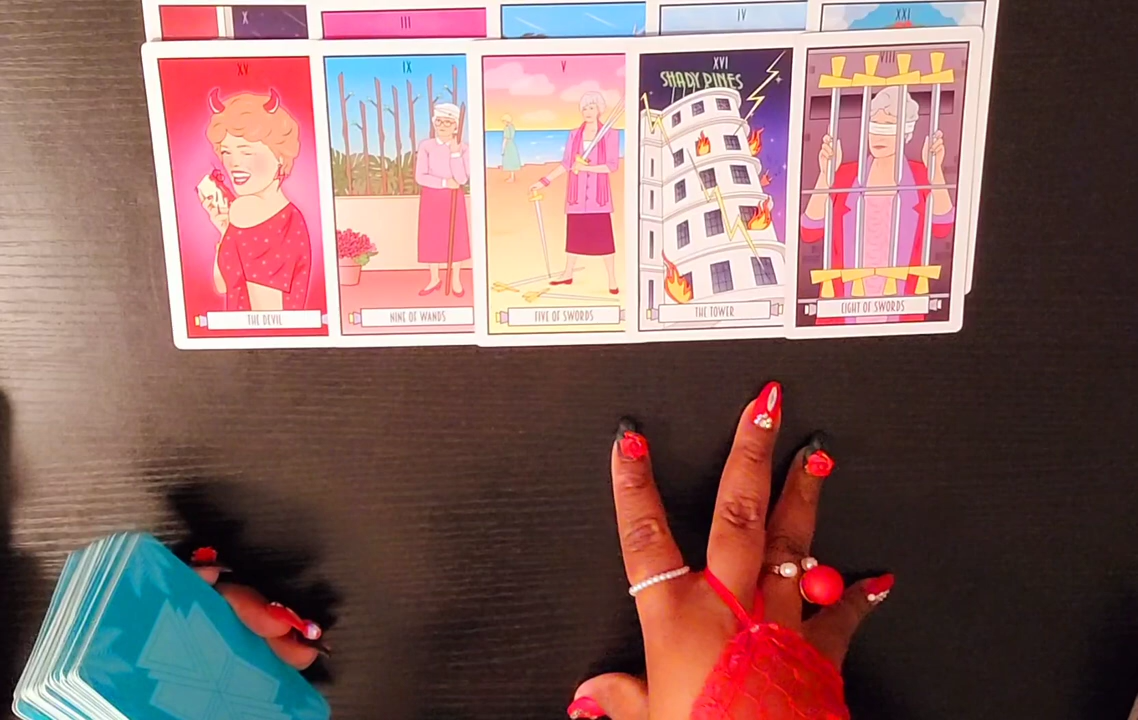 X
III
IV
XXI
XV
IX
V
XVI
VIII
SHADY PINES
THE DEVIL
NINE OF WANDS
FIVE OF SWORDS
THE TOWER
EIGHT OF SWORDS